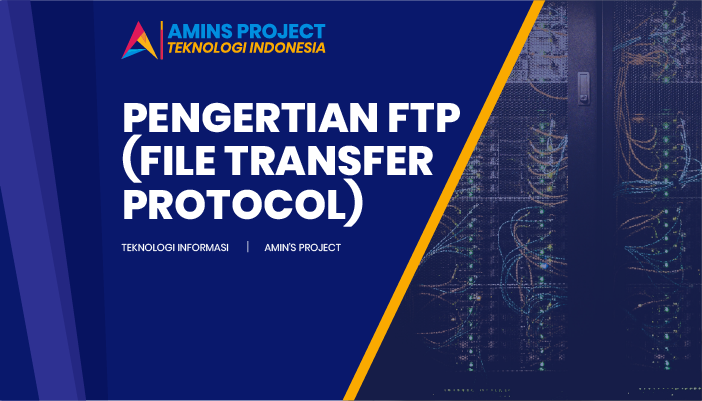 AMINS PROJECT
TEKNOLOGI INDONESIA
PENGERTIAN FTP
(FILE TRANSFER
PROTOCOL)
TEKNOLOGI INFORMASI | AMIN'S PROJECT